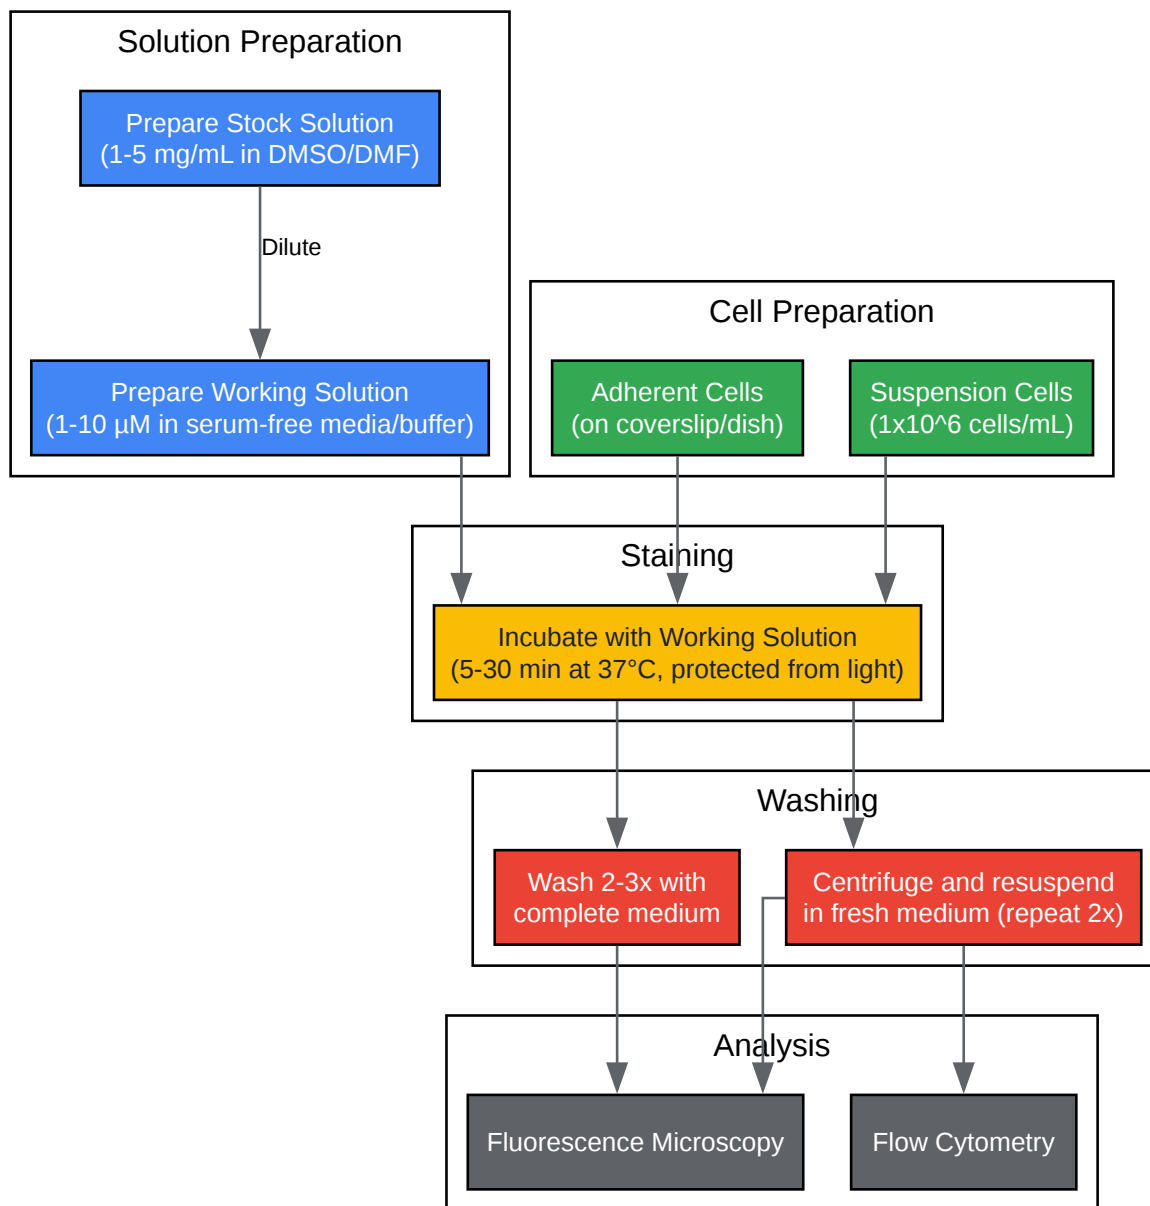 Solution Preparation
Prepare Stock Solution
(1-5 mg/mL in DMSO/DMF)
Dilute
Prepare Working Solution
(1-10 µM in serum-free media/buffer)
Cell Preparation
Adherent Cells
(on coverslip/dish)
Suspension Cells
(1x10^6 cells/mL)
Staining
Incubate with Working Solution
(5-30 min at 37°C, protected from light)
Washing
Wash 2-3x with
complete medium
Centrifuge and resuspend
in fresh medium (repeat 2x)
Analysis
Fluorescence Microscopy
Flow Cytometry